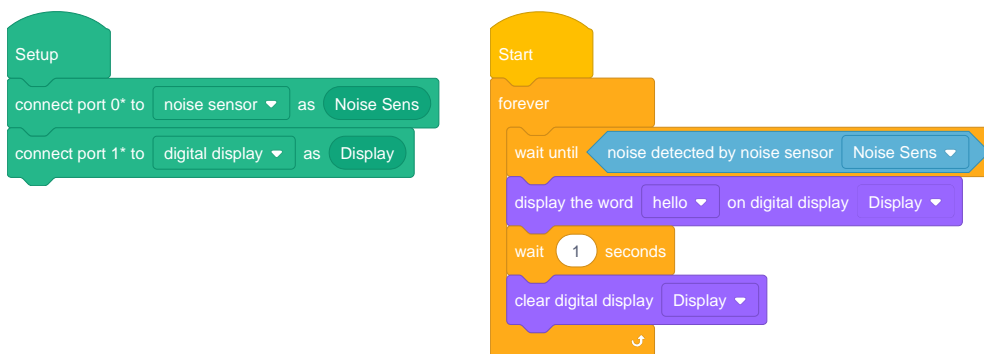 Setup
connect port 0* to noise sensor as Noise Sens
connect port 1* to digital display as Display
Start
forever
wait until noise detected by noise sensor Noise Sens
display the word hello on digital display Display
wait 1 seconds
clear digital display Display